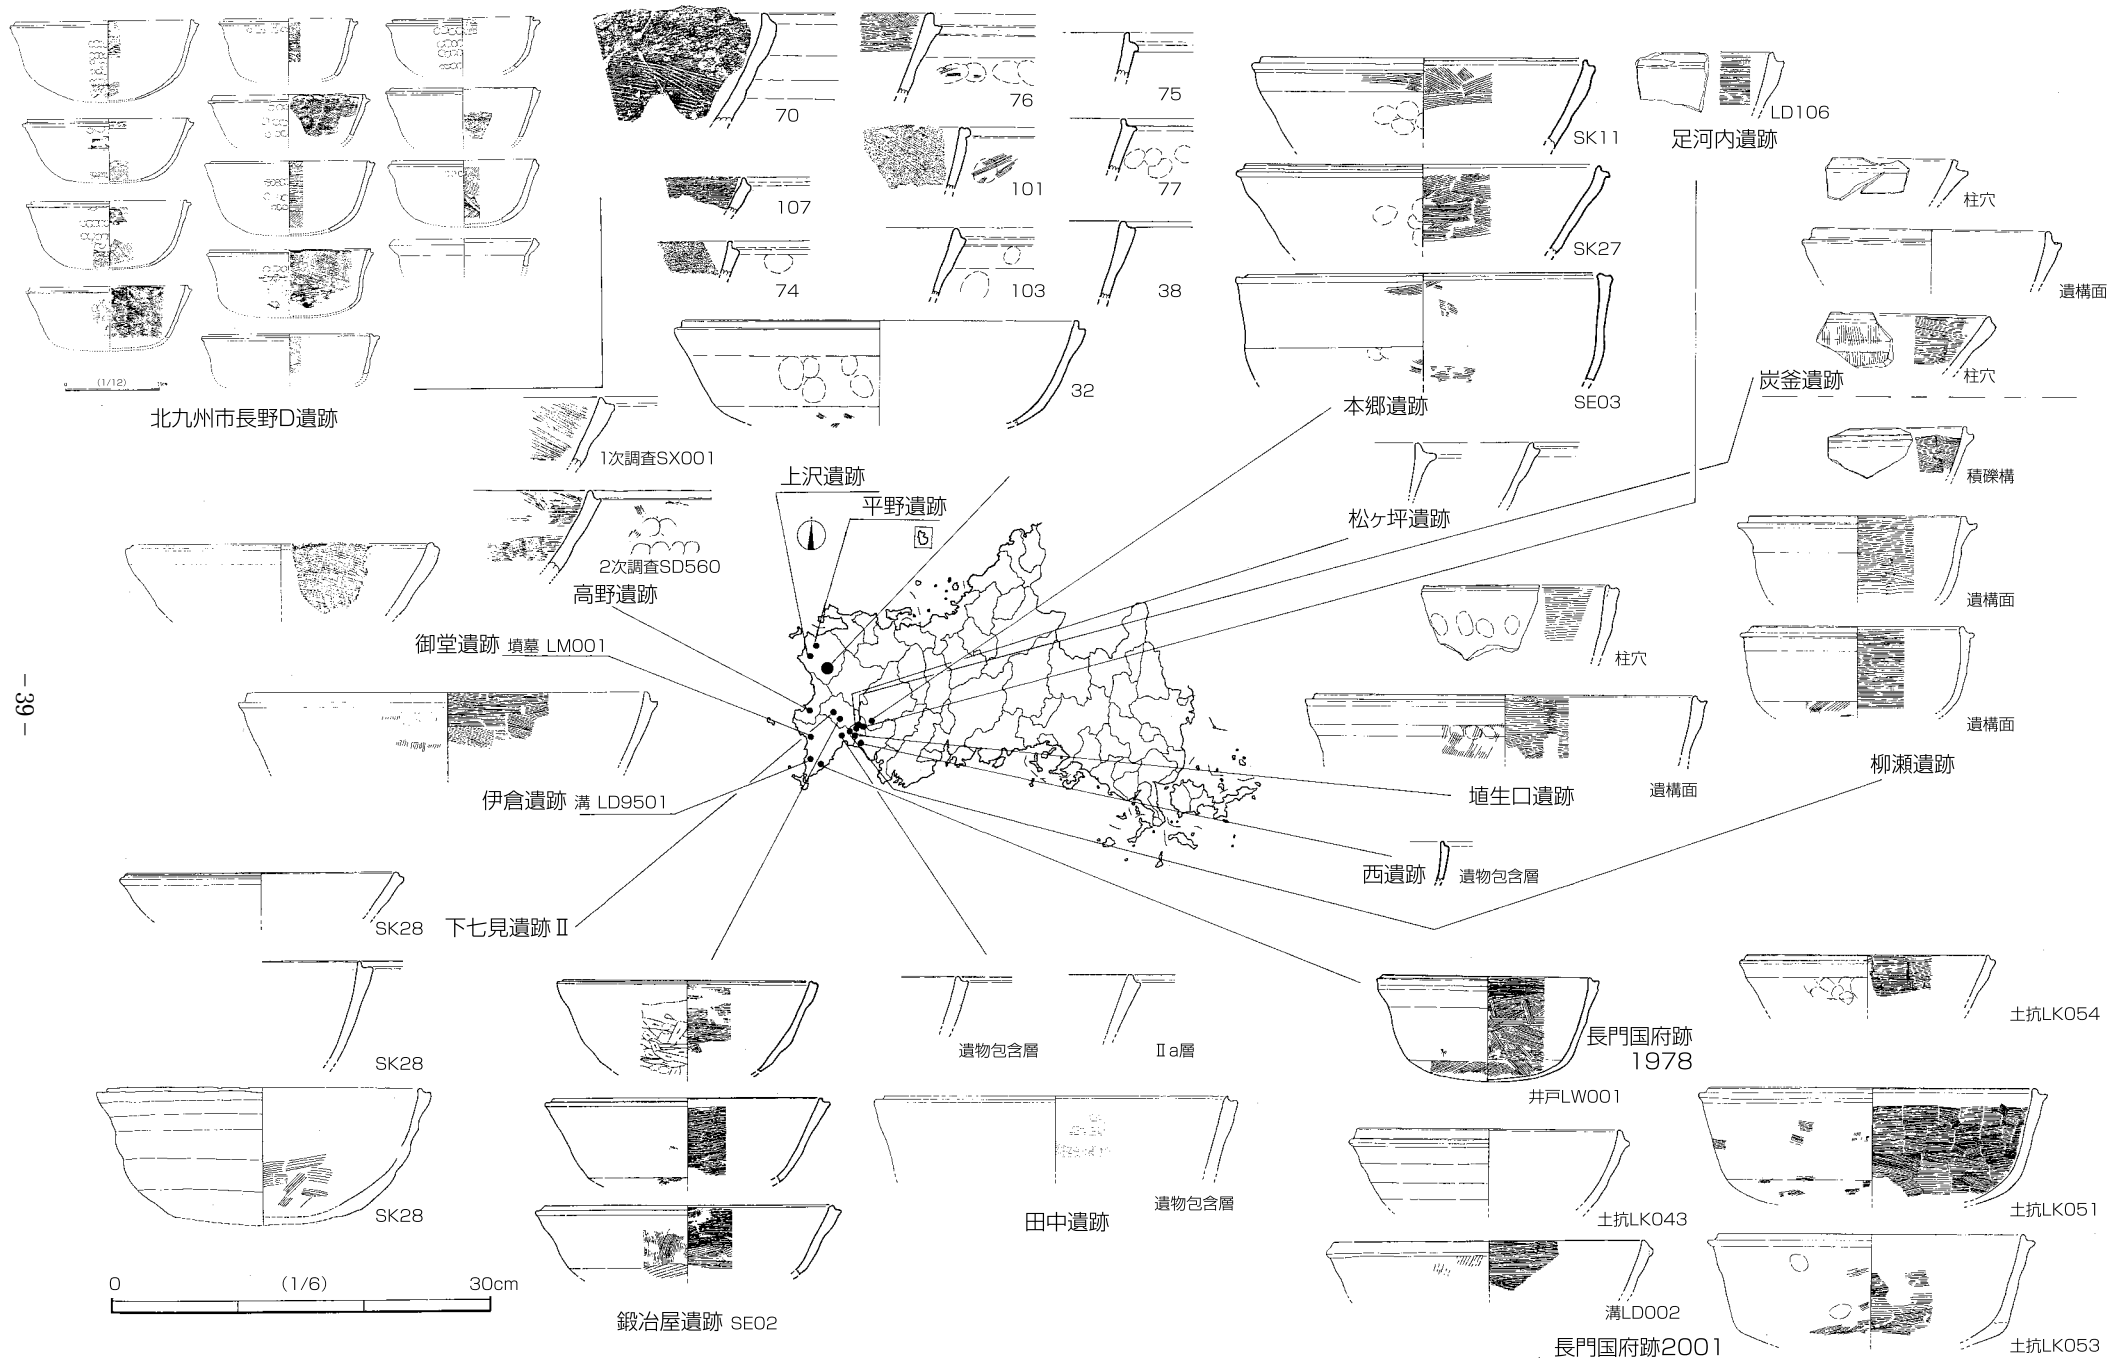 (1/12)
北九州市長野D遺跡
70
76
75
107
101
77
74
103
38
32
SK11
SK27
SE03
本郷遺跡
LD106
足河内遺跡
柱穴
遺構面
柱穴
炭釜遺跡
積礫構
遺構面
遺構面
柳瀬遺跡
1次調査SX001
2次調査SD560
高野遺跡
上沢遺跡
平野遺跡
松ヶ坪遺跡
柱穴
遺構面
埴生口遺跡
御堂遺跡 墳墓 LM001
伊倉遺跡 溝 LD9501
西遺跡 遺物包含層
SK28
下七見遺跡Ⅱ
SK28
SK28
0 (1/6) 30cm
鍛冶屋遺跡 SE02
遺物包含層
Ⅱa層
遺物包含層
田中遺跡
長門国府跡
1978
井戸LW001
土抗LK054
土抗LK043
土抗LK051
溝LD002
土抗LK053
長門国府跡2001
－39－